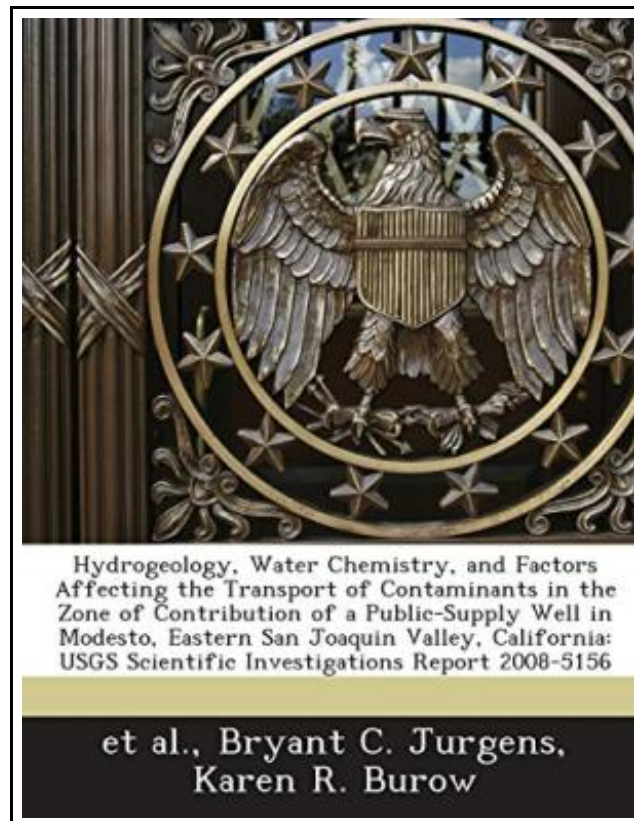 Hydrogeology, Water Chemistry, and Factors
Affecting the Transport of Contaminants in the
Zone of Contribution of a Public-Supply Well in
Modesto, Eastern San Joaquin Valley, California:
USGS Scientific Investigations Report 2008-5156
et al., Bryant C. Jurgens,
Karen R. Burow